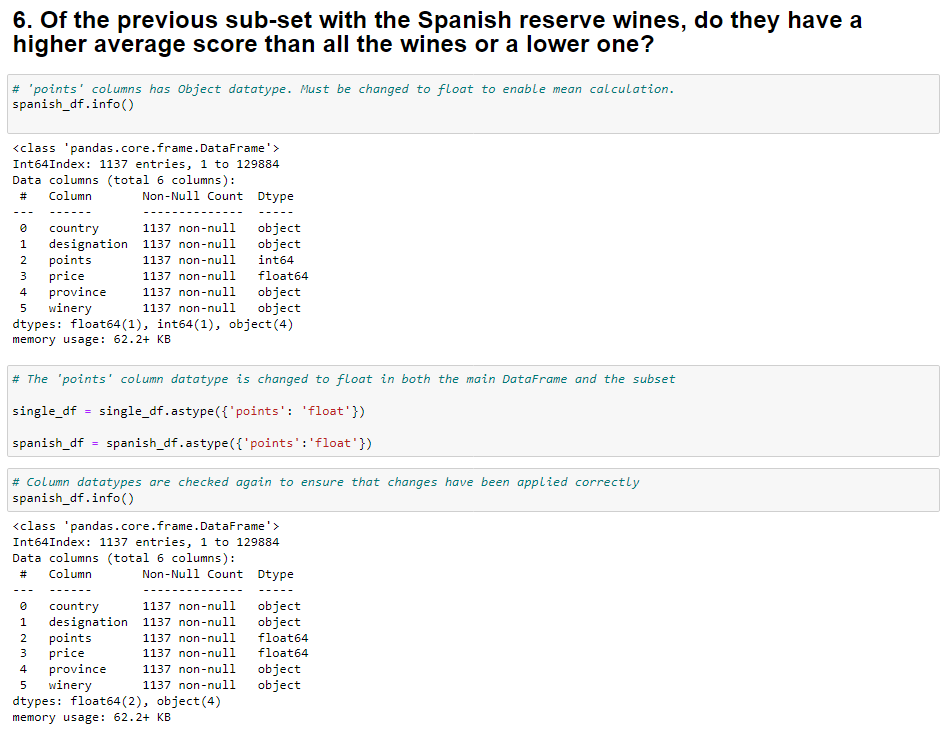 6. Of the previous sub-set with the Spanish reserve wines, do they have a
higher average score than all the wines or a lower one?
# 'points' columns has Object datatype. Must be changed to float to enable mean calculation.
spanish_df.info()
<class 'pandas.core.frame.DataFrame'>
Int64Index: 1137 entries, 1 to 129884
Data columns (total 6 columns):
 #   Column       Non-Null Count  Dtype
---  ------       --------------  -----
 0   country      1137 non-null   object
 1   designation  1137 non-null   object
 2   points       1137 non-null   int64
 3   price        1137 non-null   float64
 4   province     1137 non-null   object
 5   winery       1137 non-null   object
dtypes: float64(1), int64(1), object(4)
memory usage: 62.2+ KB
# The 'points' column datatype is changed to float in both the main DataFrame and the subset
single_df = single_df.astype({'points': 'float'})
spanish_df = spanish_df.astype({'points':'float'})
# Column datatypes are checked again to ensure that changes have been applied correctly
spanish_df.info()
<class 'pandas.core.frame.DataFrame'>
Int64Index: 1137 entries, 1 to 129884
Data columns (total 6 columns):
 #   Column       Non-Null Count  Dtype
---  ------       --------------  -----
 0   country      1137 non-null   object
 1   designation  1137 non-null   object
 2   points       1137 non-null   float64
 3   price        1137 non-null   float64
 4   province     1137 non-null   object
 5   winery       1137 non-null   object
dtypes: float64(2), object(4)
memory usage: 62.2+ KB